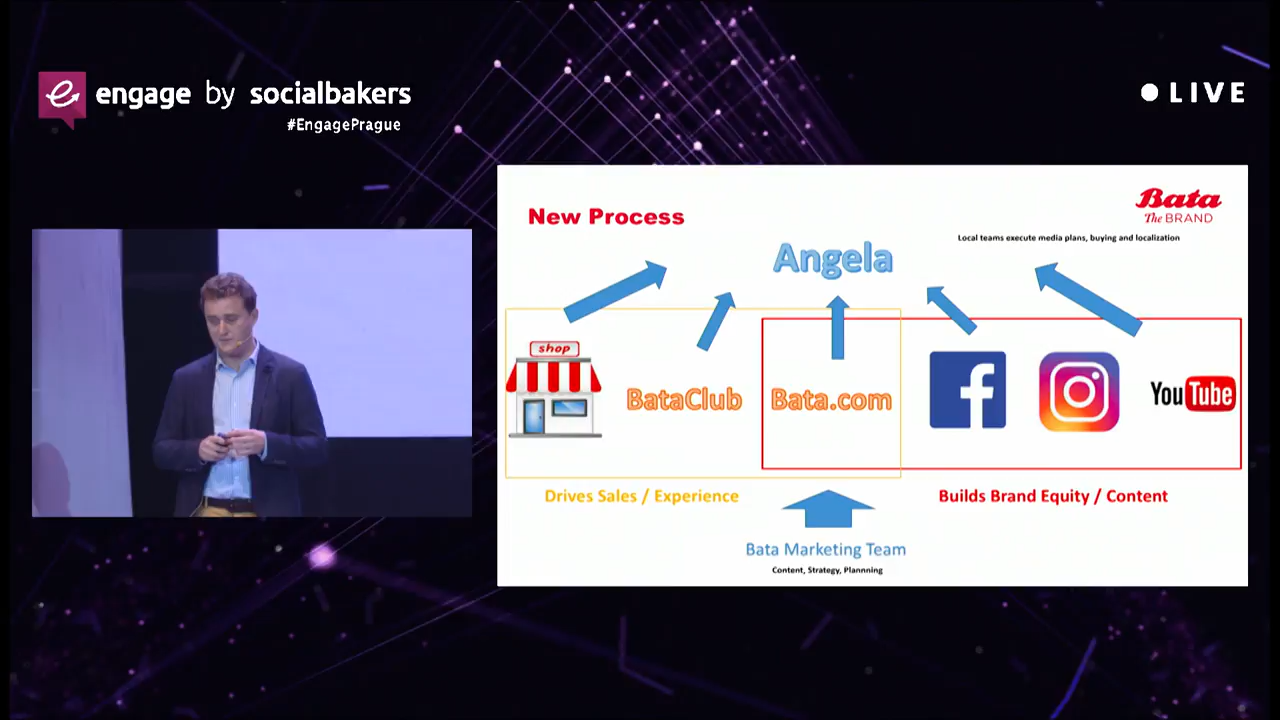 engage by socialbakers
#EngagePrague
LIVE
New Process
Bata
The BRAND
Local teams execute media plans, buying and localization
Angela
shop
BataClub
Bata.com
f
YouTube
Drives Sales / Experience
Builds Brand Equity / Content
Bata Marketing Team
Content, Strategy, Plannning